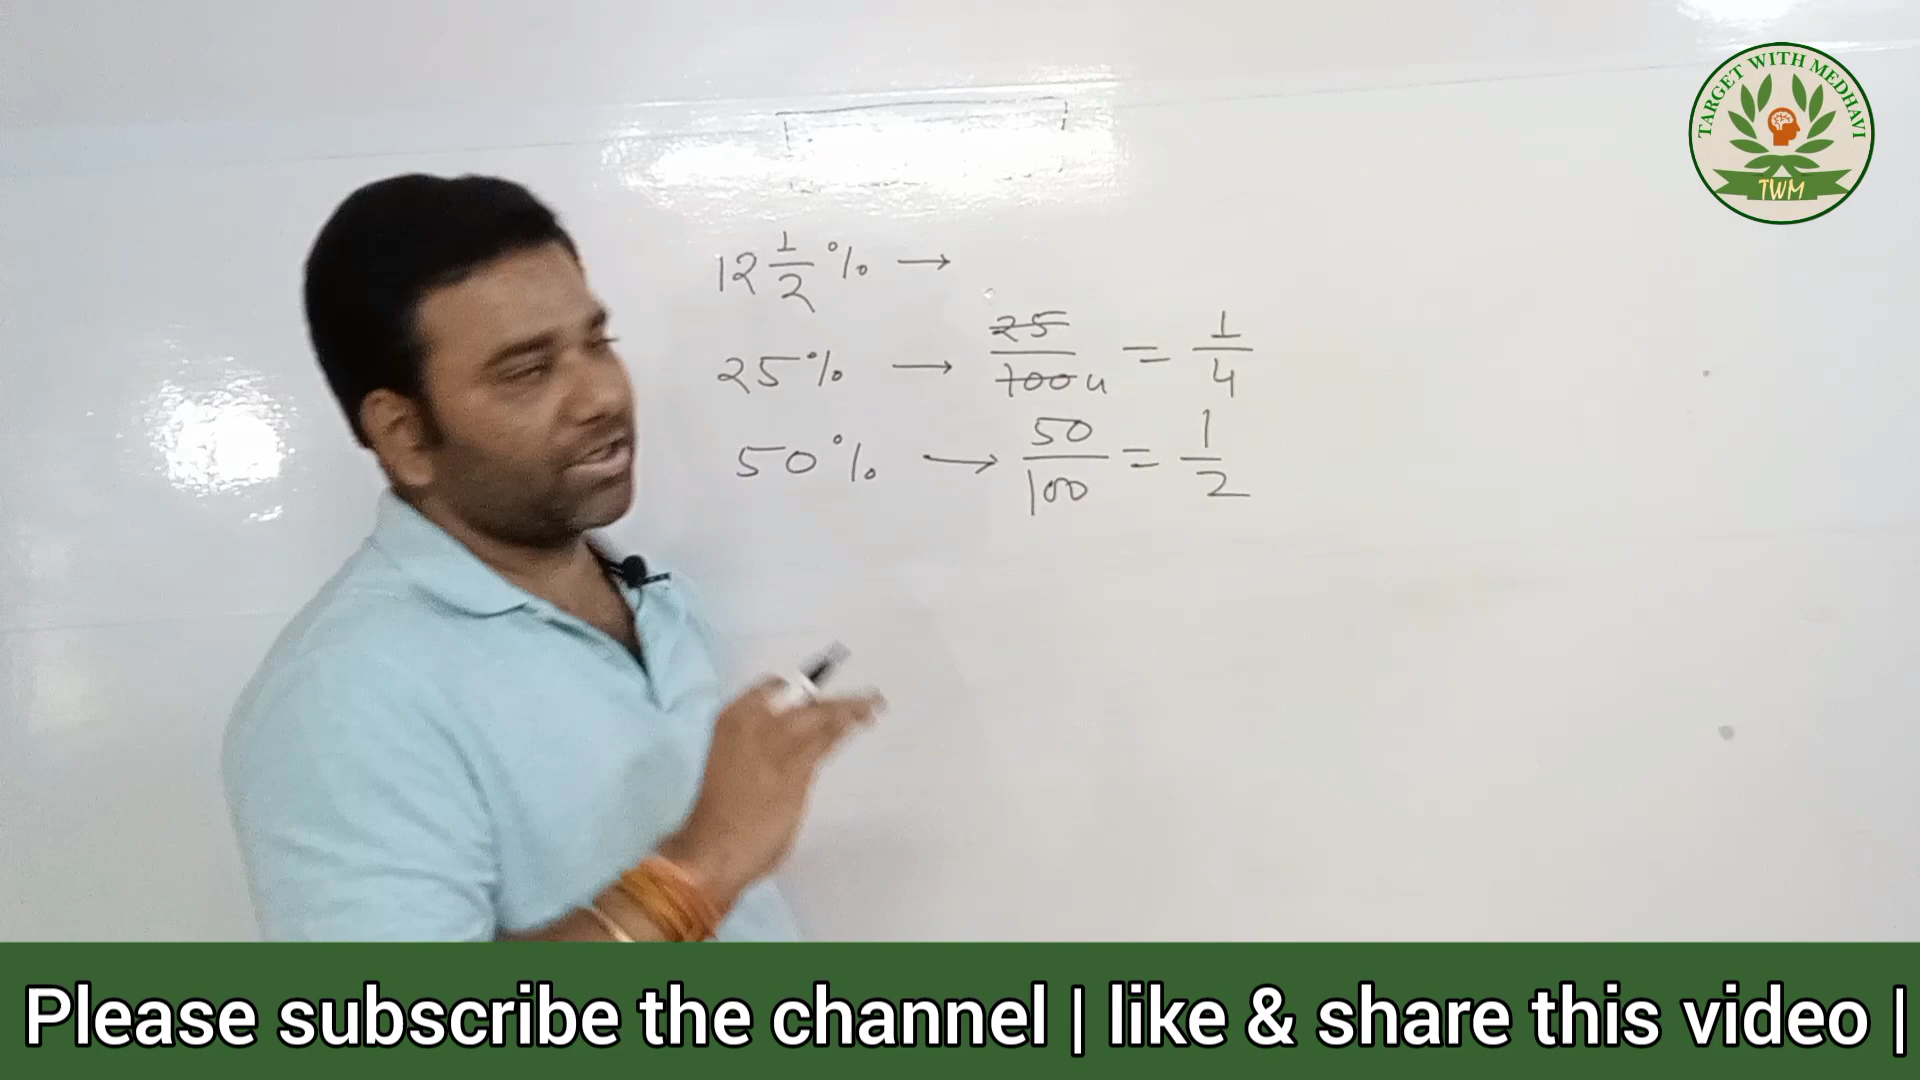 TARGET WITH MEDHAVI
TWM
12 1/2 % →
25% → 25/100 4 = 1/4
50% → 50/100 = 1/2
Please subscribe the channel | like & share this video |